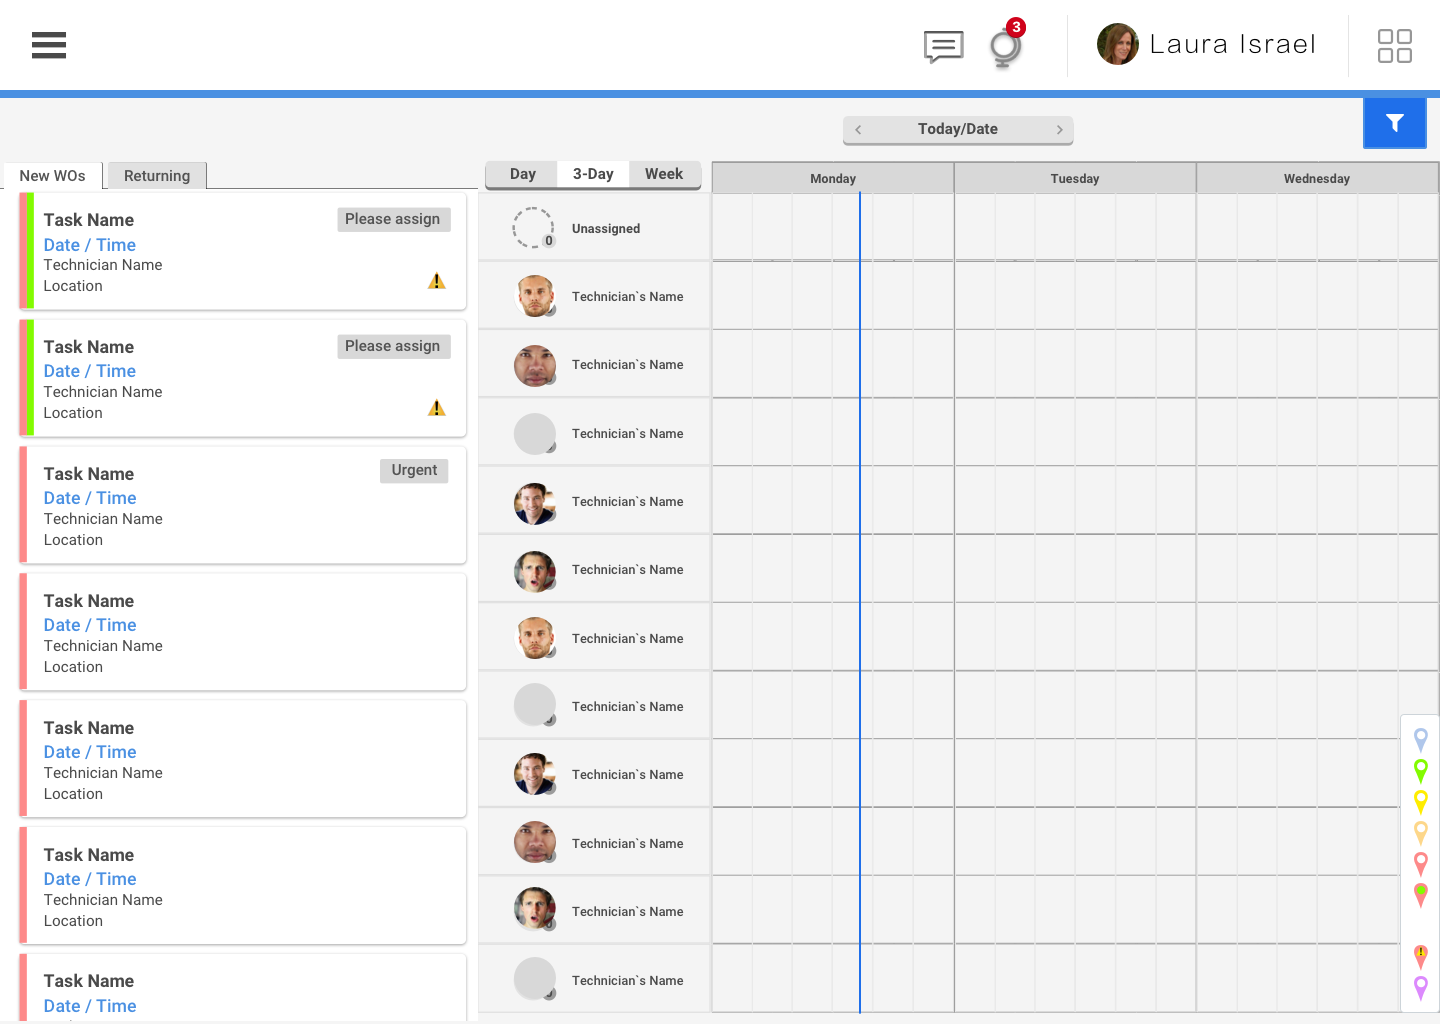 3
Laura Israel
Today/Date
New WOs
Returning
Day
3-Day
Week
Monday
Tuesday
Wednesday
Task Name
Please assign
Date / Time
Technician Name
Location
Task Name
Please assign
Date / Time
Technician Name
Location
Task Name
Urgent
Date / Time
Technician Name
Location
Task Name
Date / Time
Technician Name
Location
Task Name
Date / Time
Technician Name
Location
Task Name
Date / Time
Technician Name
Location
Task Name
Date / Time
Unassigned
0
Technician`s Name
Technician`s Name
Technician`s Name
Technician`s Name
Technician`s Name
Technician`s Name
Technician`s Name
Technician`s Name
Technician`s Name
Technician`s Name
Technician`s Name